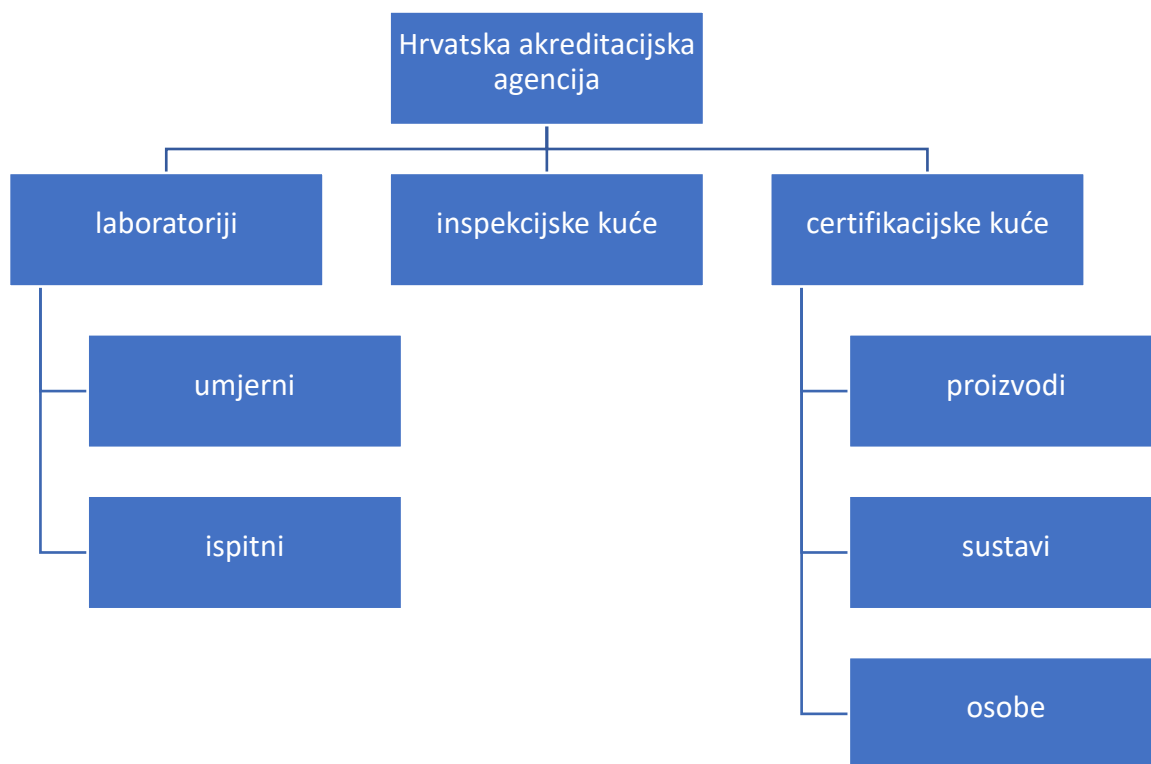 Hrvatska akreditacijska
agencija
laboratoriji
inspekcijske kuće
certifikacijske kuće
umjerni
proizvodi
ispitni
sustavi
osobe